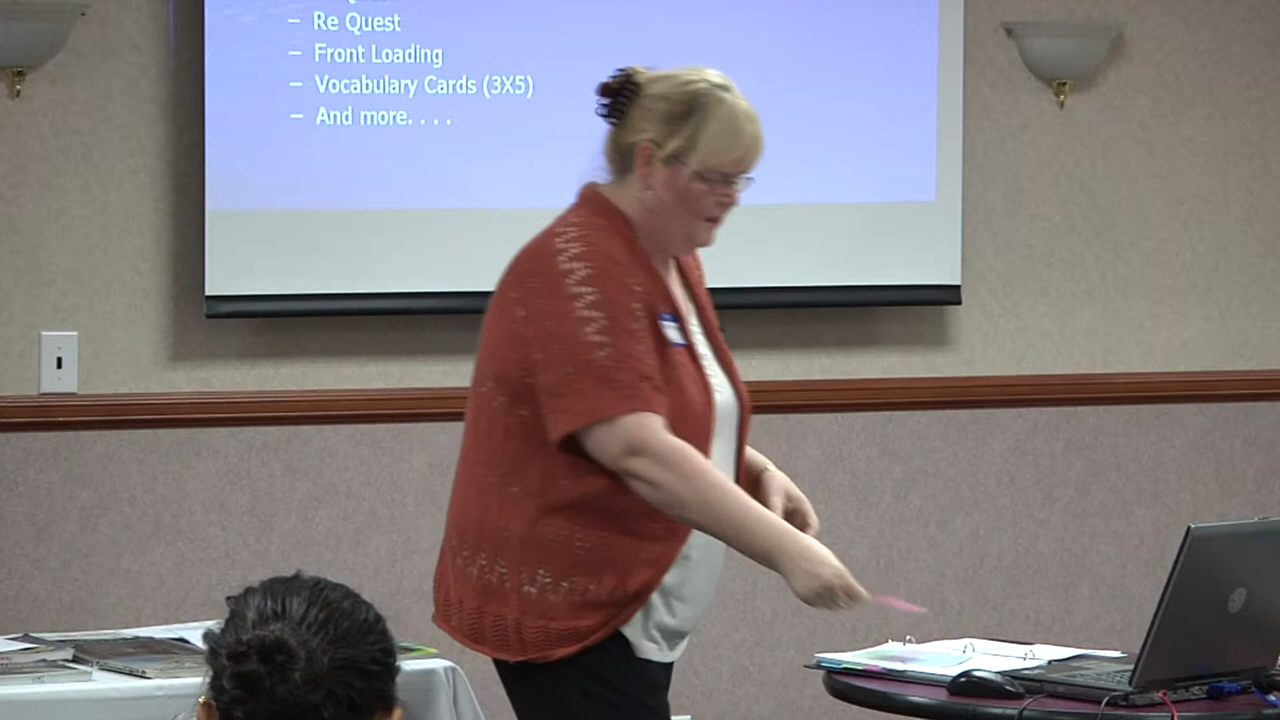 – Re Quest
– Front Loading
– Vocabulary Cards (3X5)
– And more. . . .